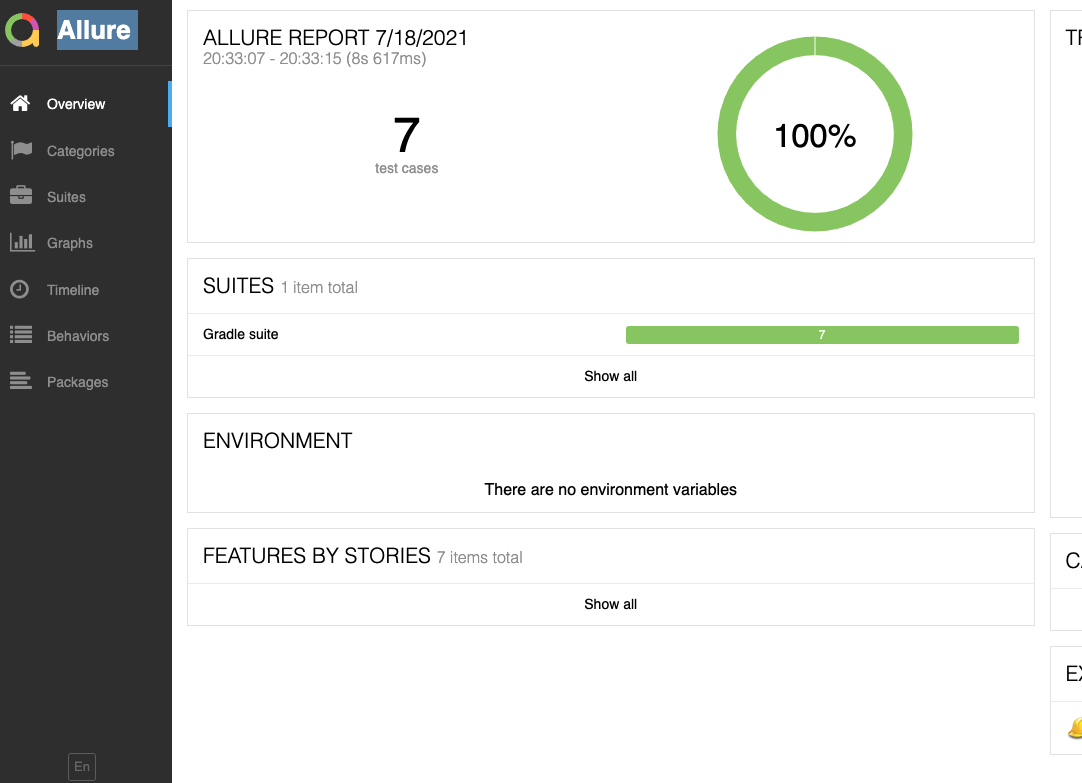 Allure
Overview
Categories
Suites
Graphs
Timeline
Behaviors
Packages
En
ALLURE REPORT 7/18/2021
20:33:07 - 20:33:15 (8s 617ms)
7
test cases
100%
SUITES 1 item total
Gradle suite 7
Show all
ENVIRONMENT
There are no environment variables
FEATURES BY STORIES 7 items total
Show all